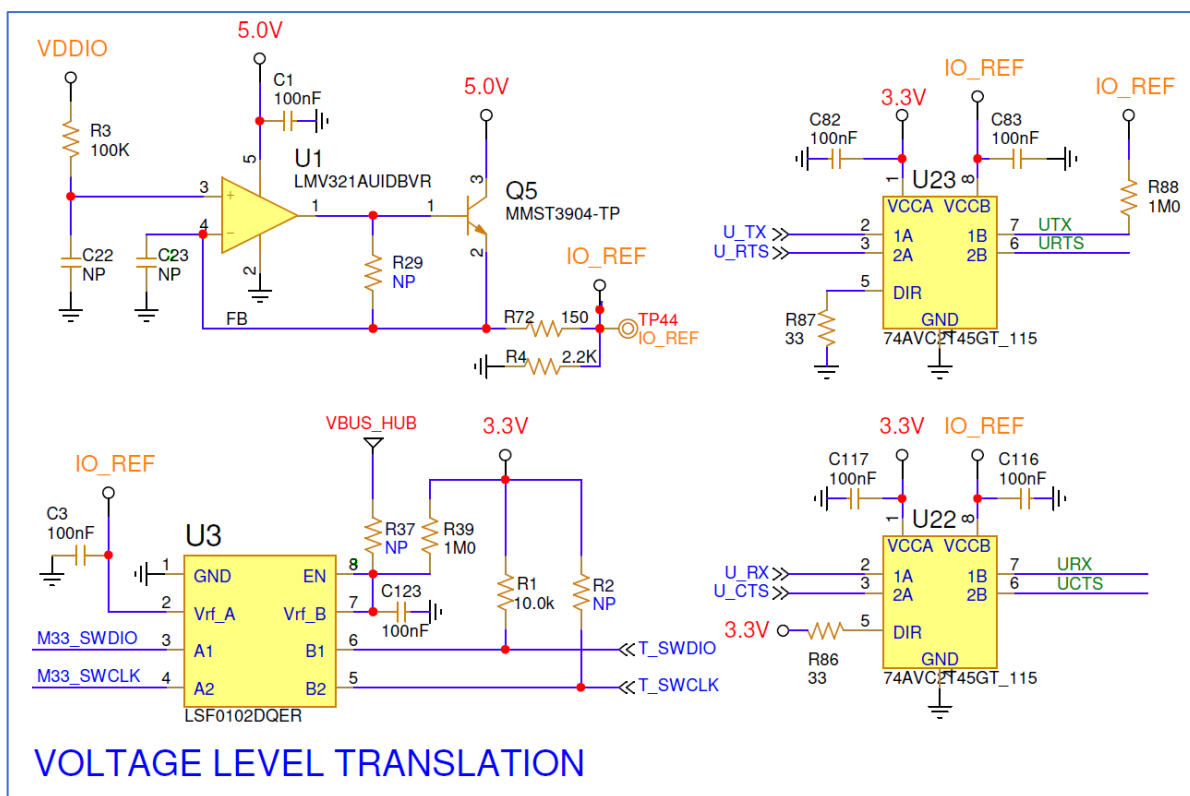 VDDIO
R3
100K
C22
NP
C23
NP
5.0V
C1
100nF
5
U1
LMV321AUIDBVR
3
+
4
−
1
2
R29
NP
FB
5.0V
3
Q5
MMST3904-TP
1
2
IO_REF
R72
150
TP44
IO_REF
R4
2.2K
IO_REF
3.3V
IO_REF
C82
100nF
C83
100nF
1
U23
8
R88
1M0
VCCA
VCCB
U_TX
2
1A
1B
7
UTX
U_RTS
3
2A
2B
6
URTS
5
DIR
R87
33
GND
74AVC2T45GT_115
IO_REF
C3
100nF
U3
VBUS_HUB
3.3V
R37
NP
R39
1M0
R1
10.0k
R2
NP
1
GND
EN
8
2
Vrf_A
Vrf_B
7
C123
100nF
M33_SWDIO
3
A1
B1
6
T_SWDIO
M33_SWCLK
4
A2
B2
5
T_SWCLK
LSF0102DQER
3.3V
IO_REF
C117
100nF
C116
100nF
1
U22
8
VCCA
VCCB
U_RX
2
1A
1B
7
URX
U_CTS
3
2A
2B
6
UCTS
3.3V
5
DIR
R86
33
GND
74AVC2T45GT_115
VOLTAGE LEVEL TRANSLATION